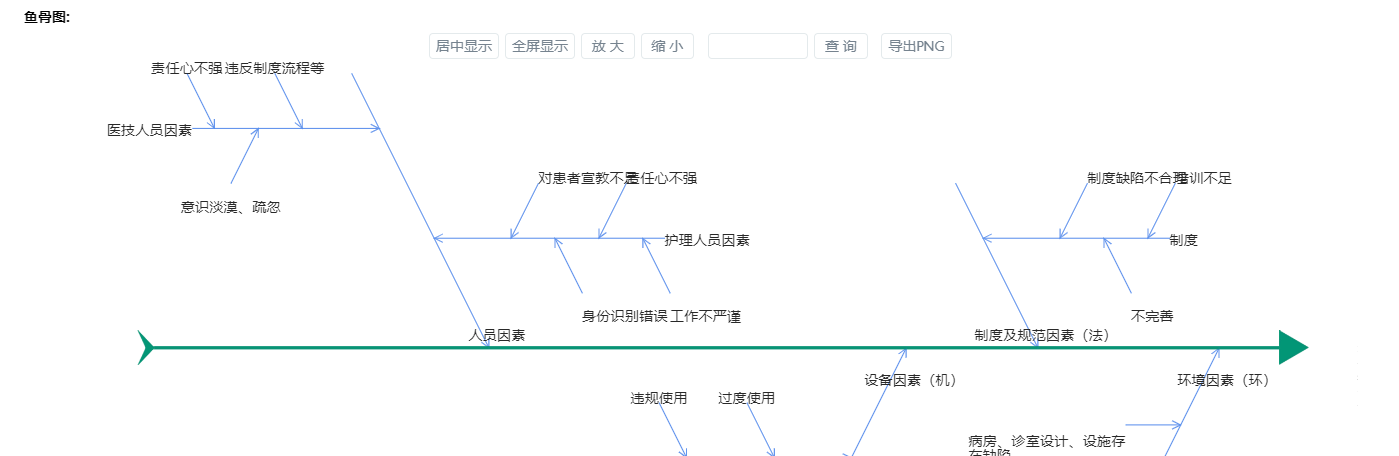 鱼骨图:
居中显示 全屏显示 放大 缩小 查询 导出PNG
责任心不强 违反制度流程等
医技人员因素
意识淡漠、疏忽
对患者宣教不足 责任心不强
护理人员因素
身份识别错误 工作不严谨
制度缺陷不合理 培训不足
制度
不完善
人员因素
制度及规范因素（法）
设备因素（机）
环境因素（环）
违规使用 过度使用
病房、诊室设计、设施存
在缺陷